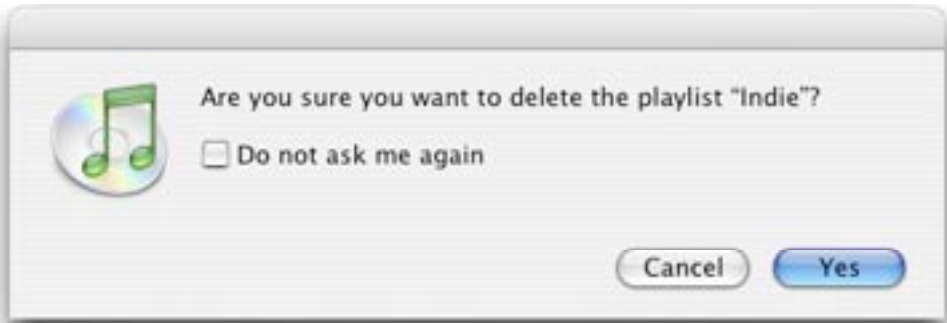 Are you sure you want to delete the playlist “Indie”?
Do not ask me again
Cancel Yes